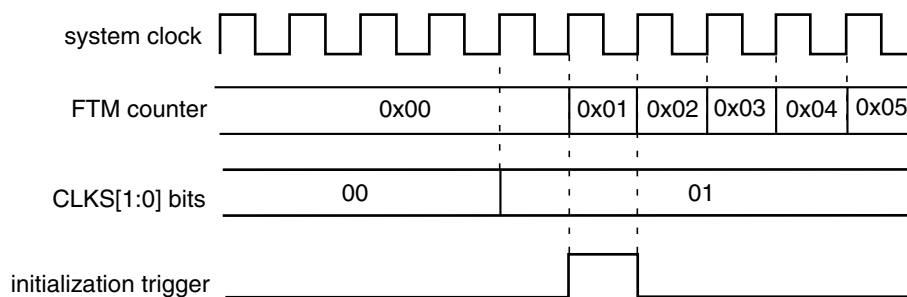 system clock
FTM counter 0x00 0x01 0x02 0x03 0x04 0x05
CLKS[1:0] bits 00 01
initialization trigger